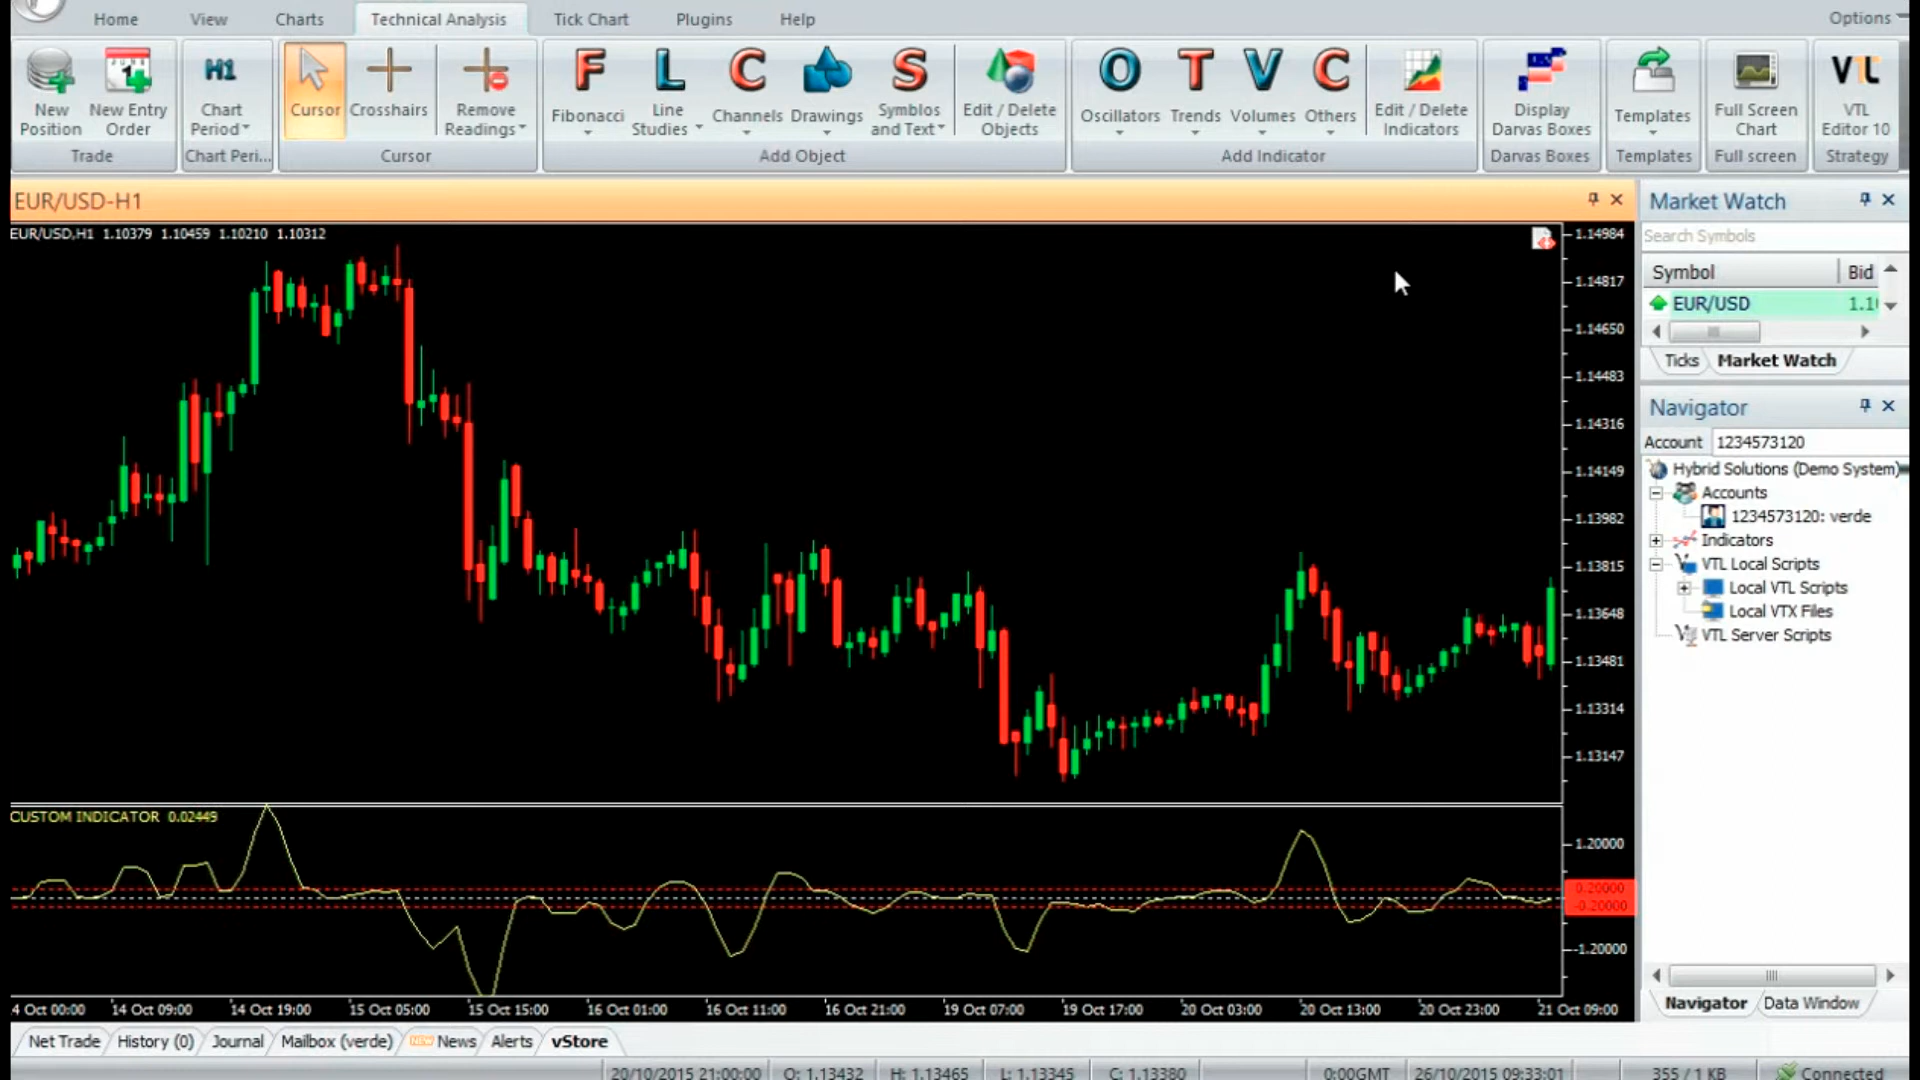 Home View Charts Technical Analysis Tick Chart Plugins Help Options
New Position
New Entry Order
Trade
H1
Chart Period
Chart Peri...
Cursor
Crosshairs
Remove Readings
Cursor
F L C S
Fibonacci
Line Studies
Channels
Drawings
Symblos and Text
Edit / Delete Objects
Add Object
O T V C
Oscillators
Trends
Volumes
Others
Edit / Delete Indicators
Add Indicator
Display Darvas Boxes
Darvas Boxes
Templates
Templates
Full Screen Chart
Full screen
VTL
VTL Editor 10
Strategy
EUR/USD-H1
EUR/USD,H1 1.10379 1.10459 1.10210 1.10312
1.14984
1.14817
1.14650
1.14483
1.14316
1.14149
1.13982
1.13815
1.13648
1.13481
1.13314
1.13147
CUSTOM INDICATOR 0.02449
1.20000
0.20000
-0.20000
-1.20000
4 Oct 00:00 14 Oct 09:00 14 Oct 19:00 15 Oct 05:00 15 Oct 15:00 16 Oct 01:00 16 Oct 11:00 16 Oct 21:00 19 Oct 07:00 19 Oct 17:00 20 Oct 03:00 20 Oct 13:00 20 Oct 23:00 21 Oct 09:00
Market Watch
Search Symbols
Symbol Bid
EUR/USD 1.1
Ticks Market Watch
Navigator
Account 1234573120
Hybrid Solutions (Demo System)
Accounts
1234573120: verde
Indicators
VTL Local Scripts
Local VTL Scripts
Local VTX Files
VTL Server Scripts
Navigator Data Window
Net Trade History (0) Journal Mailbox (verde) NEW News Alerts vStore
20/10/2015 21:00:00 O: 1.13432 H: 1.13465 L: 1.13345 C: 1.13380 0:00GMT 26/10/2015 09:33:01 355 / 1 KB Connected